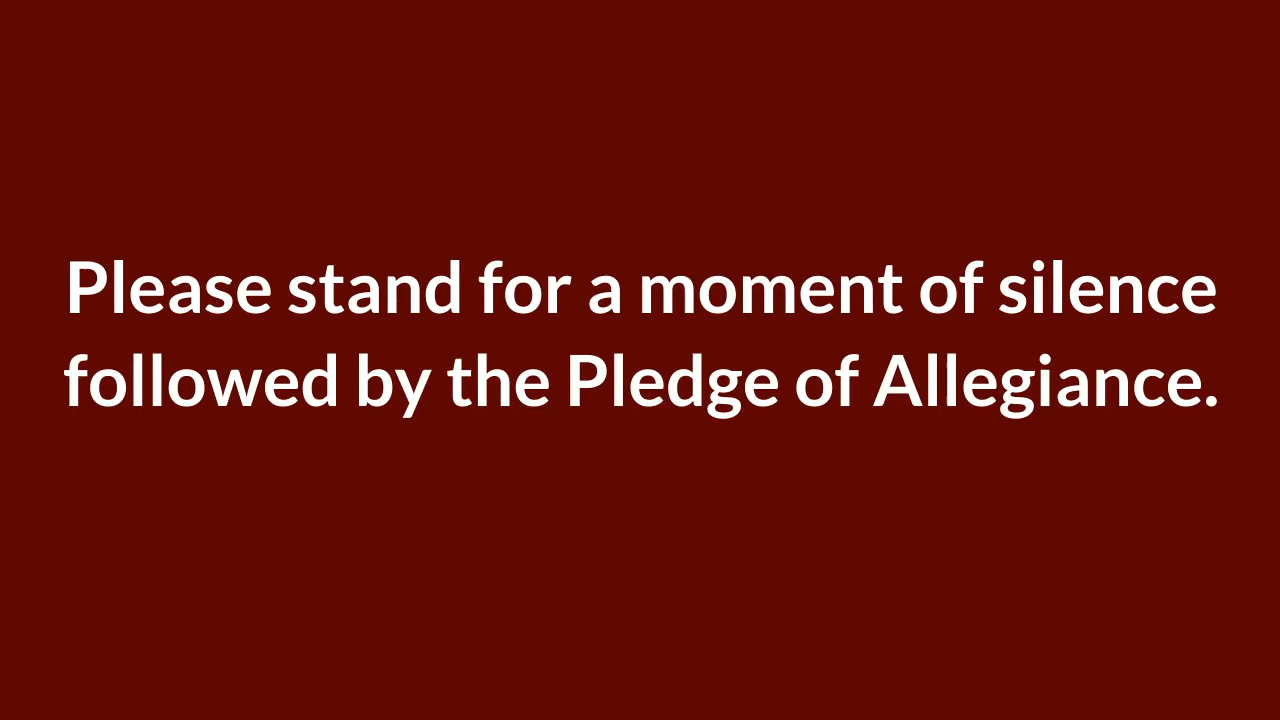 Please stand for a moment of silence
followed by the Pledge of Allegiance.